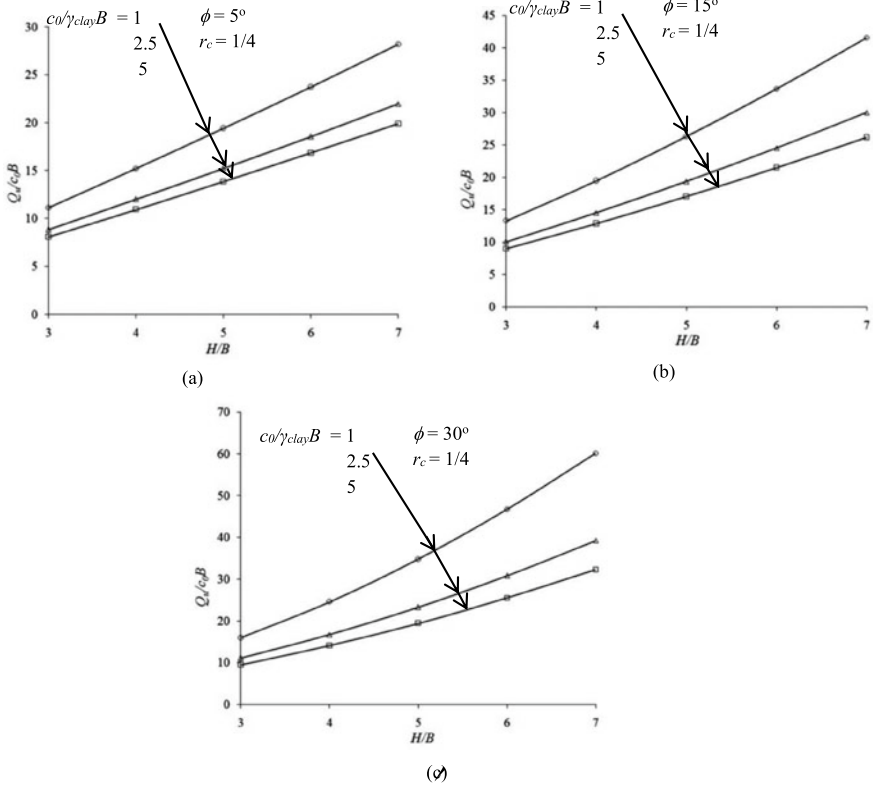 c₀/γclayB = 1
2.5
5
ϕ = 5º
rc = 1/4
30
25
20
15
10
5
0
Qu/c₀B
3 4 5 6 7
H/B
(a)
c₀/γclayB = 1
2.5
5
ϕ = 15º
rc = 1/4
45
40
35
30
25
20
15
10
5
0
Qu/c₀B
3 4 5 6 7
H/B
(b)
c₀/γclayB = 1
2.5
5
ϕ = 30º
rc = 1/4
70
60
50
40
30
20
10
0
Qu/c₀B
3 4 5 6 7
H/B
(c)